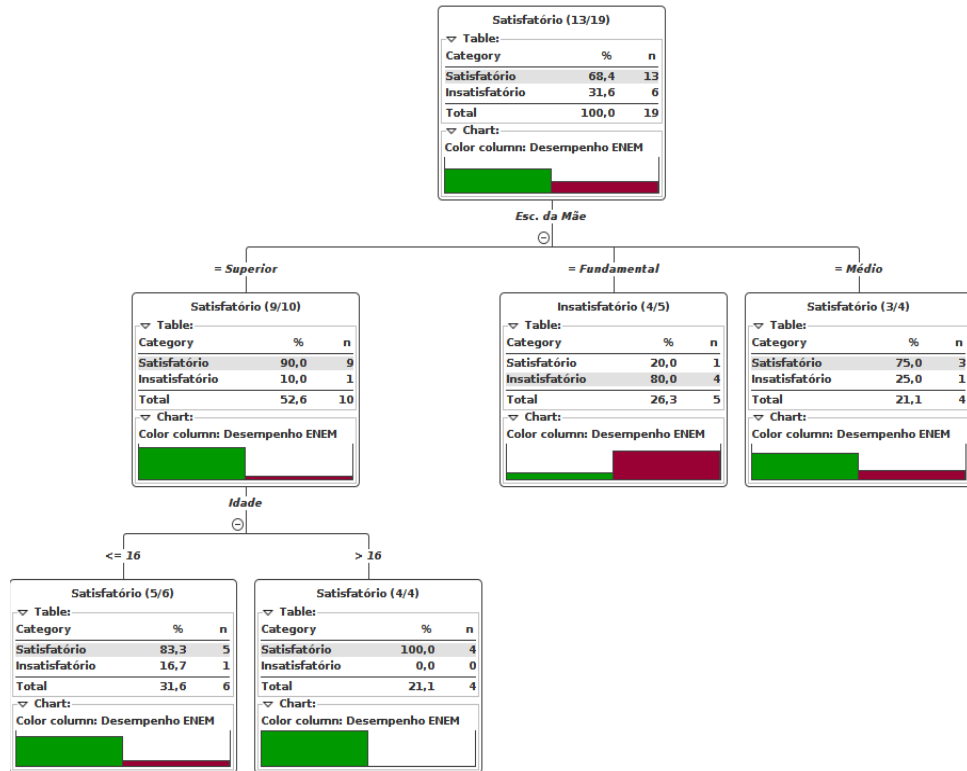 Satisfatório (13/19)
Table:
Category % n
Satisfatório 68,4 13
Insatisfatório 31,6 6
Total 100,0 19
Chart:
Color column: Desempenho ENEM
Esc. da Mãe
= Superior
= Fundamental
= Médio
Satisfatório (9/10)
Table:
Category % n
Satisfatório 90,0 9
Insatisfatório 10,0 1
Total 52,6 10
Chart:
Color column: Desempenho ENEM
Insatisfatório (4/5)
Table:
Category % n
Satisfatório 20,0 1
Insatisfatório 80,0 4
Total 26,3 5
Chart:
Color column: Desempenho ENEM
Satisfatório (3/4)
Table:
Category % n
Satisfatório 75,0 3
Insatisfatório 25,0 1
Total 21,1 4
Chart:
Color column: Desempenho ENEM
Idade
<= 16
> 16
Satisfatório (5/6)
Table:
Category % n
Satisfatório 83,3 5
Insatisfatório 16,7 1
Total 31,6 6
Chart:
Color column: Desempenho ENEM
Satisfatório (4/4)
Table:
Category % n
Satisfatório 100,0 4
Insatisfatório 0,0 0
Total 21,1 4
Chart:
Color column: Desempenho ENEM